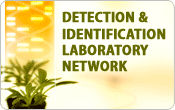 DETECTION &
IDENTIFICATION
LABORATORY
NETWORK